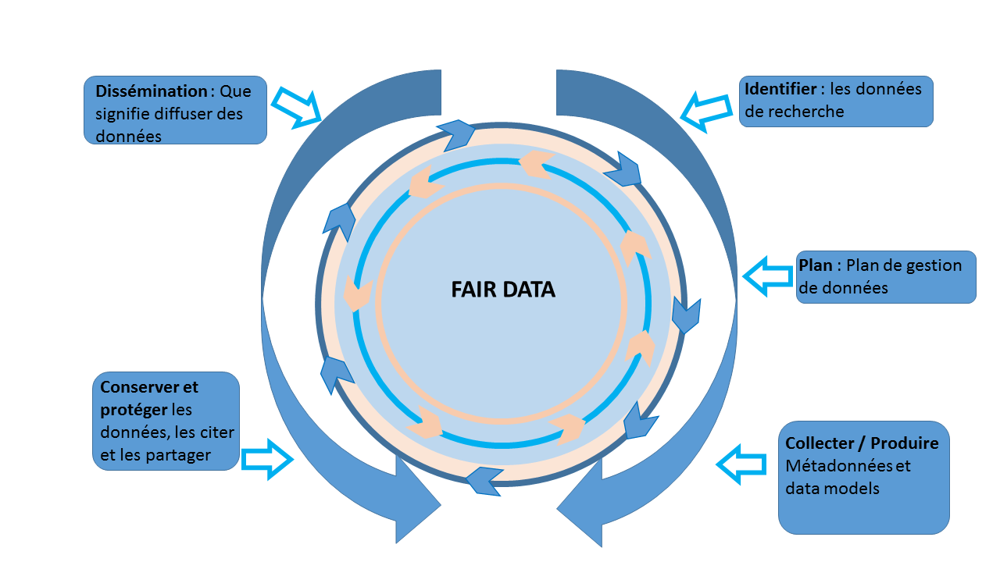 Dissémination : Que
signifie diffuser des
données
Identifier : les données
de recherche
FAIR DATA
Plan : Plan de gestion
de données
Conserver et
protéger les
données, les citer
et les partager
Collecter / Produire
Métadonnées et
data models